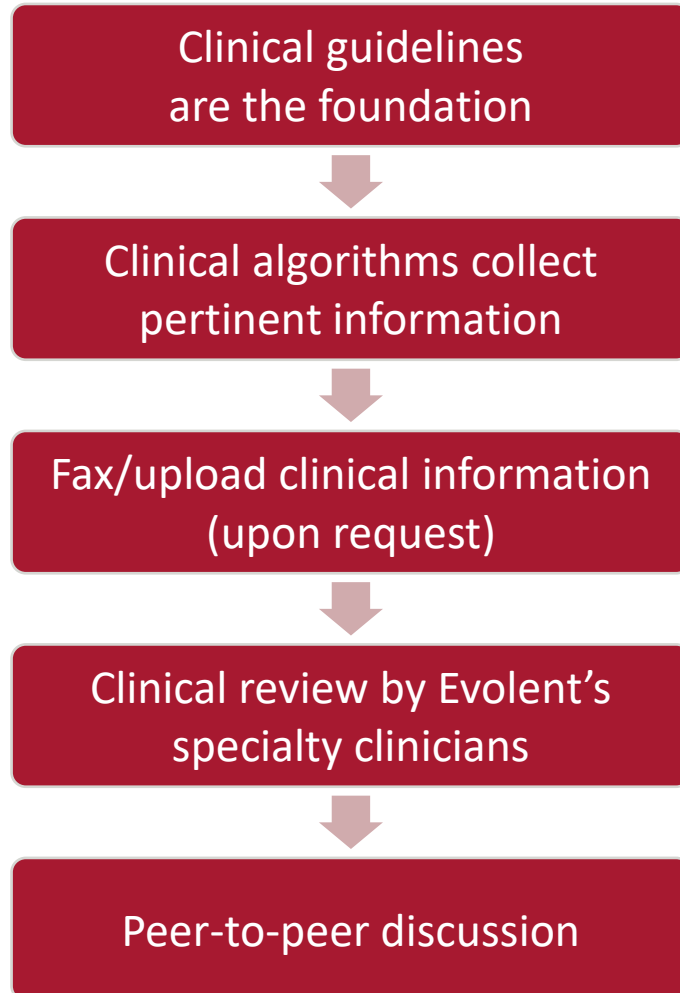 Clinical guidelines
are the foundation
Clinical algorithms collect
pertinent information
Fax/upload clinical information
(upon request)
Clinical review by Evolent’s
specialty clinicians
Peer-to-peer discussion